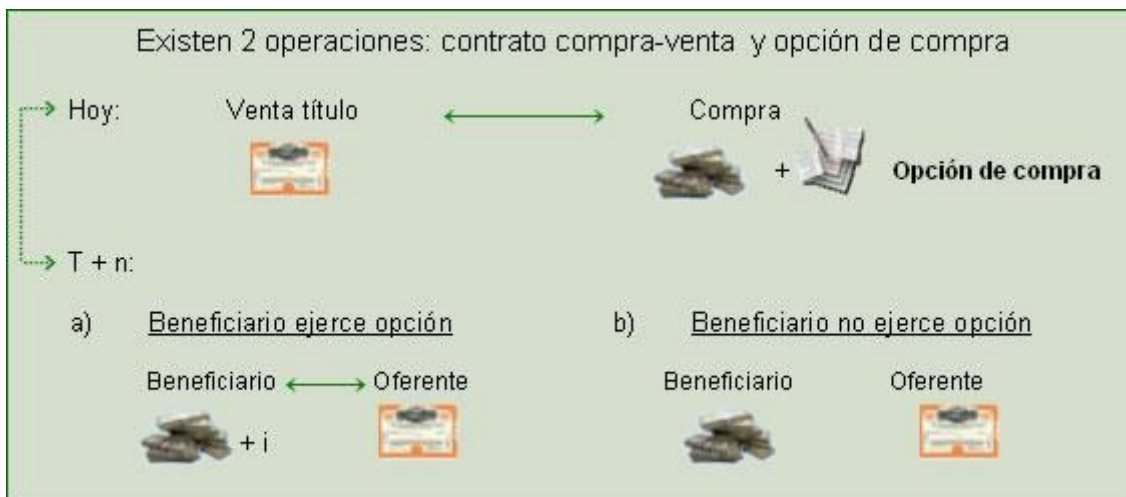 Existen 2 operaciones: contrato compra-venta y opción de compra
Hoy: Venta título Compra
+ Opción de compra
T + n:
a) Beneficiario ejerce opción b) Beneficiario no ejerce opción
Beneficiario Oferente Beneficiario Oferente
+ i